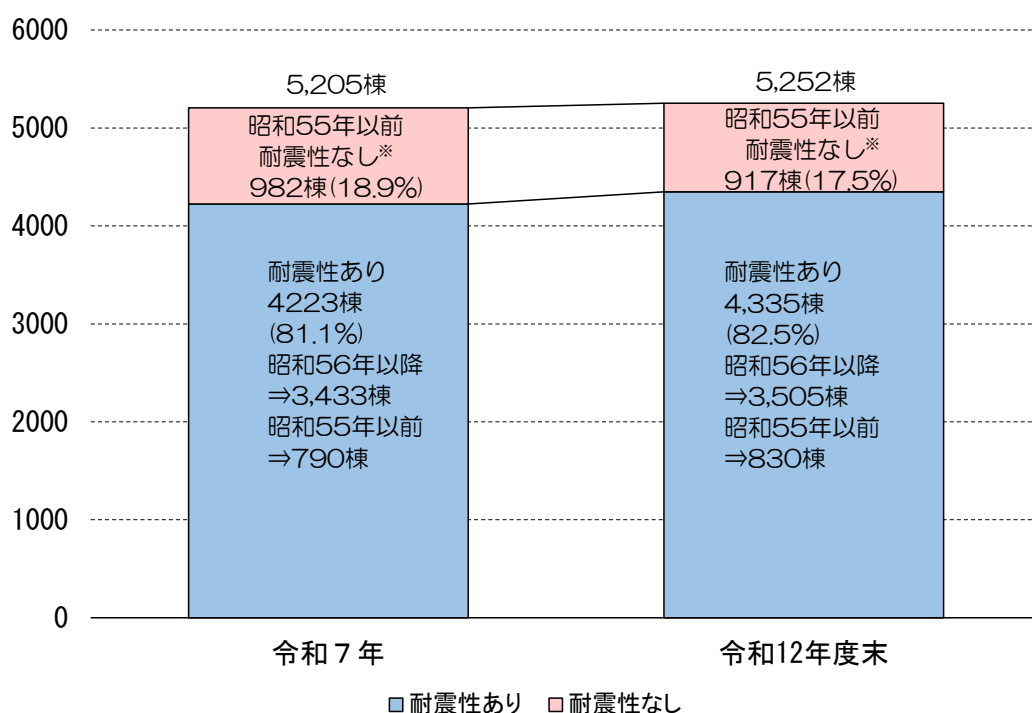 6000
5000
4000
3000
2000
1000
0
5,205棟
昭和55年以前
耐震性なし※
982棟(18.9%)
耐震性あり
4223棟
(81.1%)
昭和56年以降
⇒3,433棟
昭和55年以前
⇒790棟
5,252棟
昭和55年以前
耐震性なし※
917棟(17.5%)
耐震性あり
4,335棟
(82.5%)
昭和56年以降
⇒3,505棟
昭和55年以前
⇒830棟
令和７年
令和12年度末
耐震性あり 耐震性なし